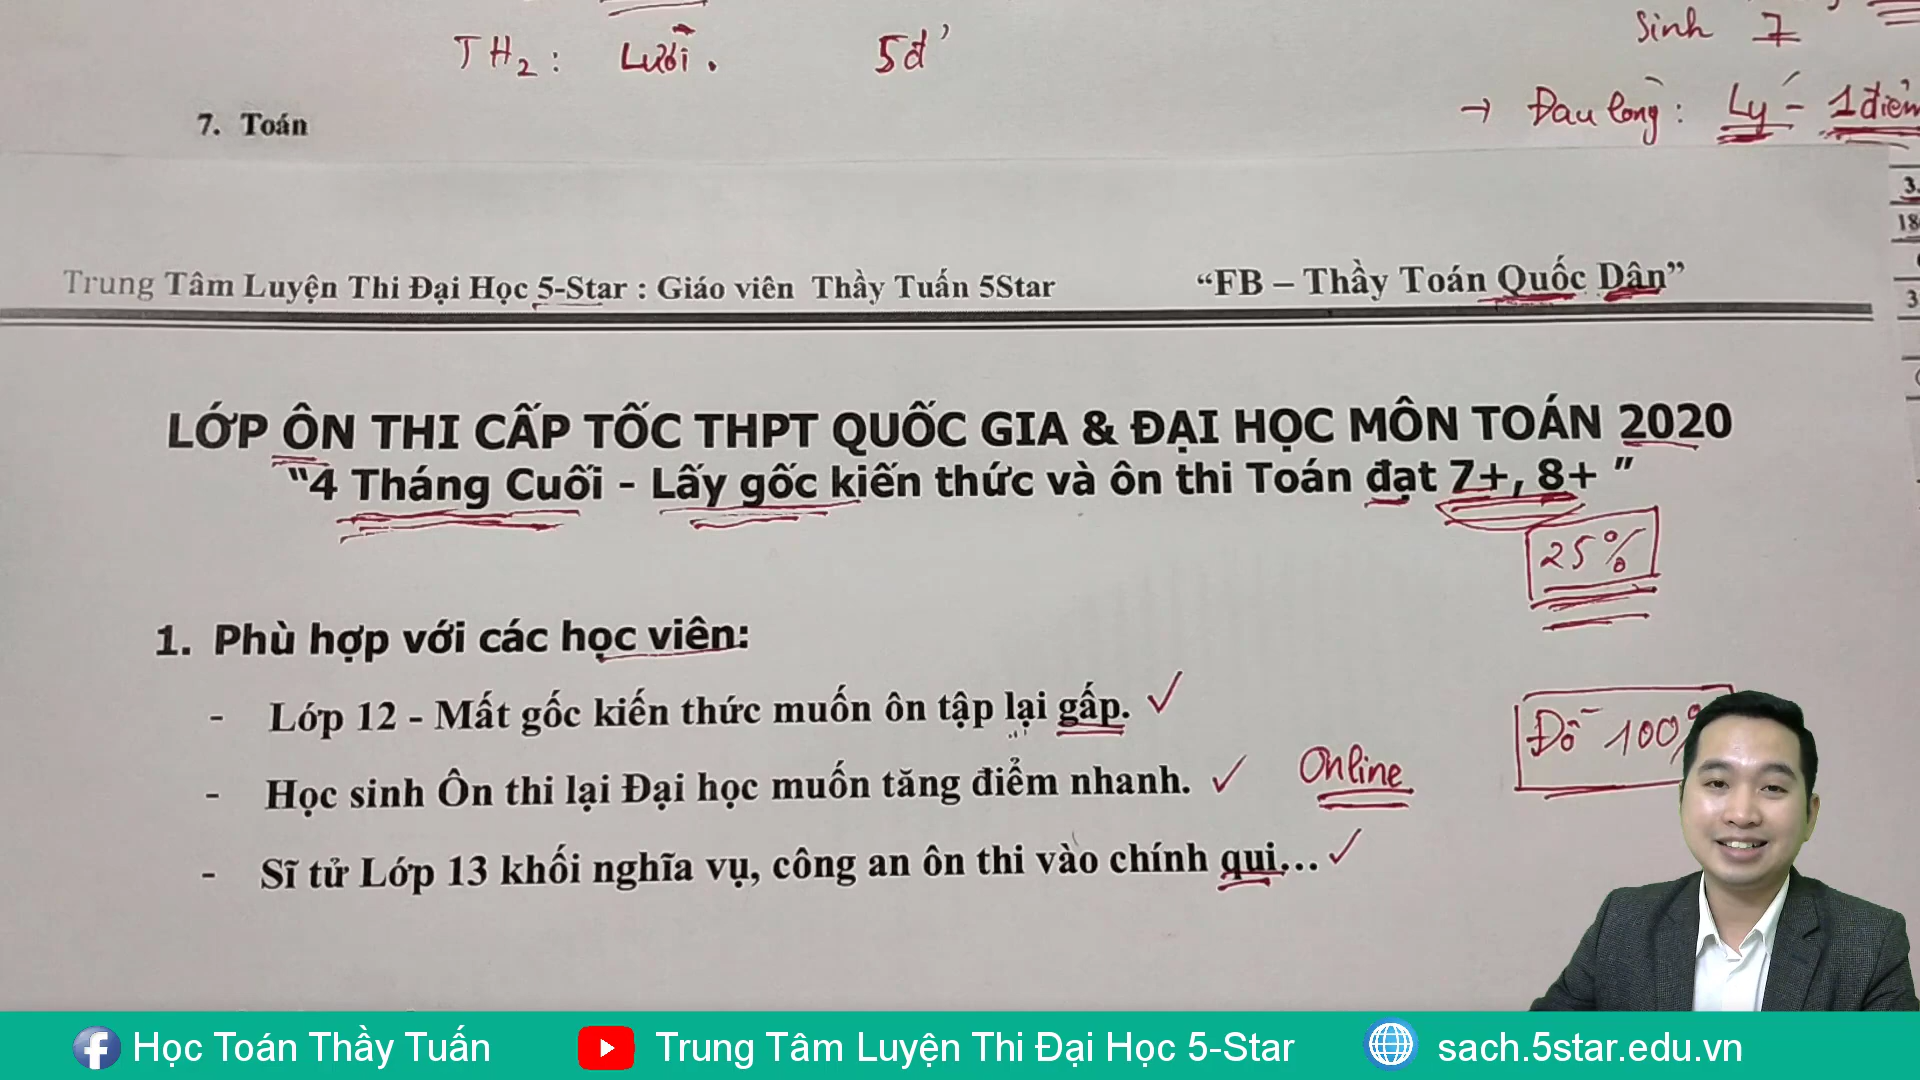 Sinh 7
TH2: Lười. 5đ'
→ Đau lòng: Lý - 1 điểm
7. Toán
3.
18
Trung Tâm Luyện Thi Đại Học 5-Star : Giáo viên Thầy Tuấn 5Star “FB – Thầy Toán Quốc Dân”
3
LỚP ÔN THI CẤP TỐC THPT QUỐC GIA & ĐẠI HỌC MÔN TOÁN 2020
“4 Tháng Cuối - Lấy gốc kiến thức và ôn thi Toán đạt 7+, 8+ ”
25%
1. Phù hợp với các học viên:
- Lớp 12 - Mất gốc kiến thức muốn ôn tập lại gấp. ✓
Đỗ 100%
- Học sinh Ôn thi lại Đại học muốn tăng điểm nhanh. ✓ Online
- Sĩ tử Lớp 13 khối nghĩa vụ, công an ôn thi vào chính qui... ✓
Học Toán Thầy Tuấn Trung Tâm Luyện Thi Đại Học 5-Star sach.5star.edu.vn